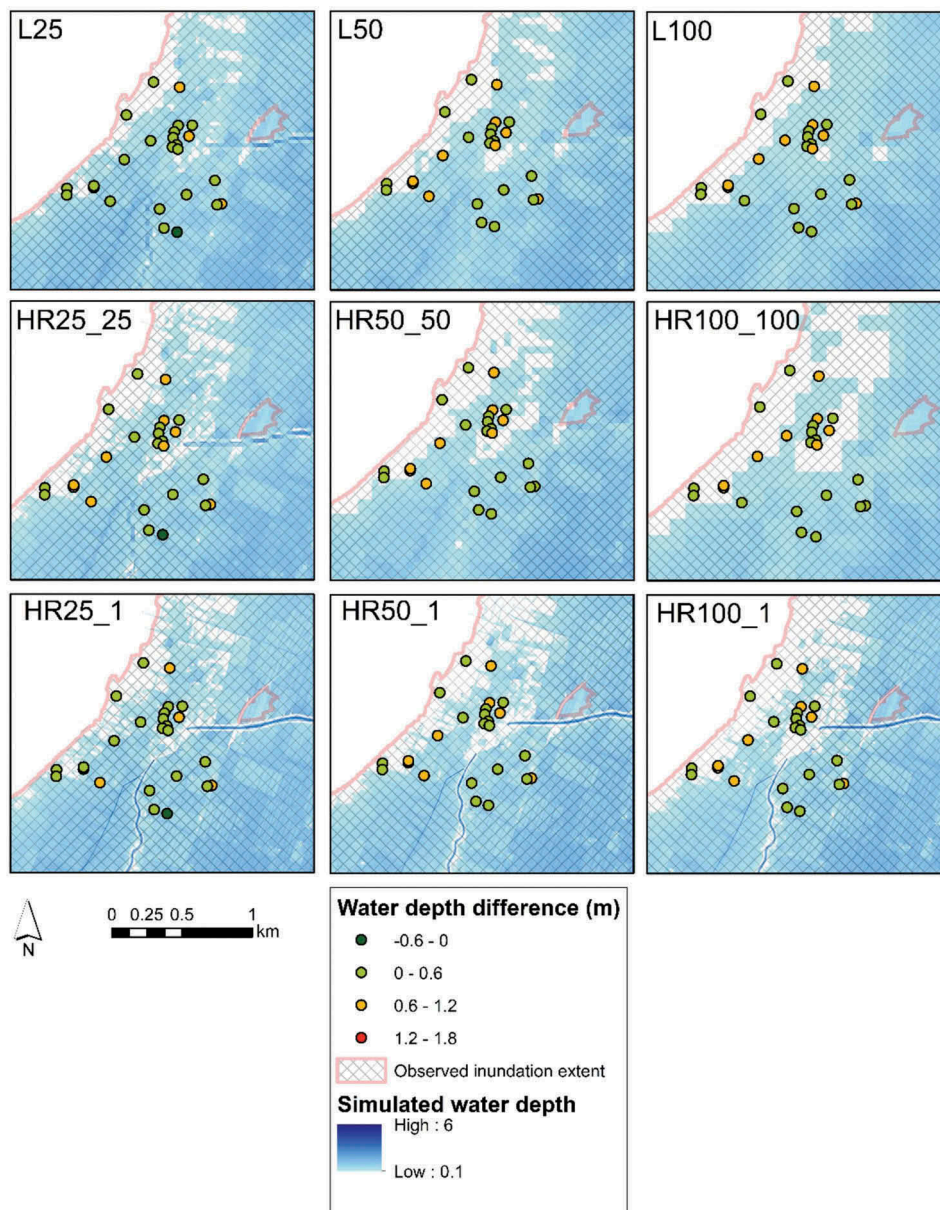 L25
L50
L100
HR25_25
HR50_50
HR100_100
HR25_1
HR50_1
HR100_1
N
0 0.25 0.5 1
km
Water depth difference (m)
-0.6 - 0
0 - 0.6
0.6 - 1.2
1.2 - 1.8
Observed inundation extent
Simulated water depth
High : 6
Low : 0.1